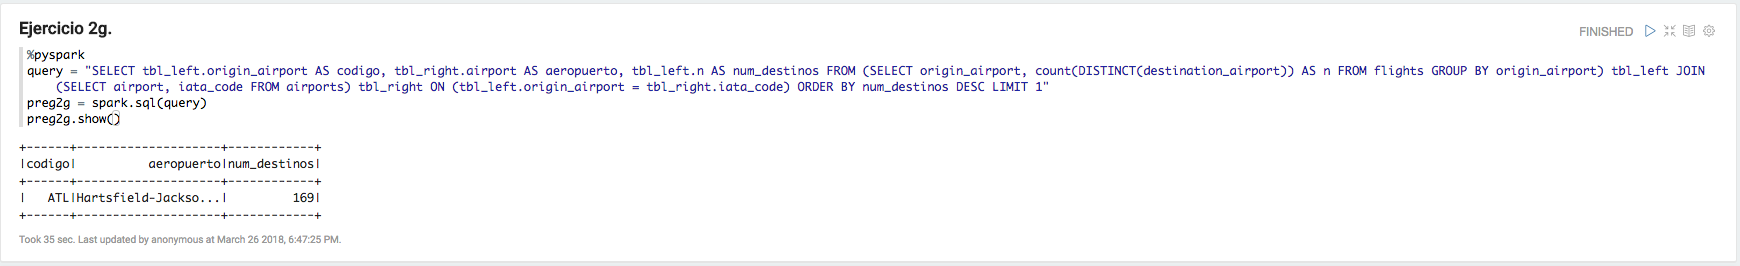 Ejercicio 2g.
FINISHED
%pyspark
query = "SELECT tbl_left.origin_airport AS codigo, tbl_right.airport AS aeropuerto, tbl_left.n AS num_destinos FROM (SELECT origin_airport, count(DISTINCT(destination_airport)) AS n FROM flights GROUP BY origin_airport) tbl_left JOIN
(SELECT airport, iata_code FROM airports) tbl_right ON (tbl_left.origin_airport = tbl_right.iata_code) ORDER BY num_destinos DESC LIMIT 1"
preg2g = spark.sql(query)
preg2g.show()
+------+--------------------+------------+
|codigo|          aeropuerto|num_destinos|
+------+--------------------+------------+
|   ATL|Hartsfield-Jackso...|         169|
+------+--------------------+------------+
Took 35 sec. Last updated by anonymous at March 26 2018, 6:47:25 PM.